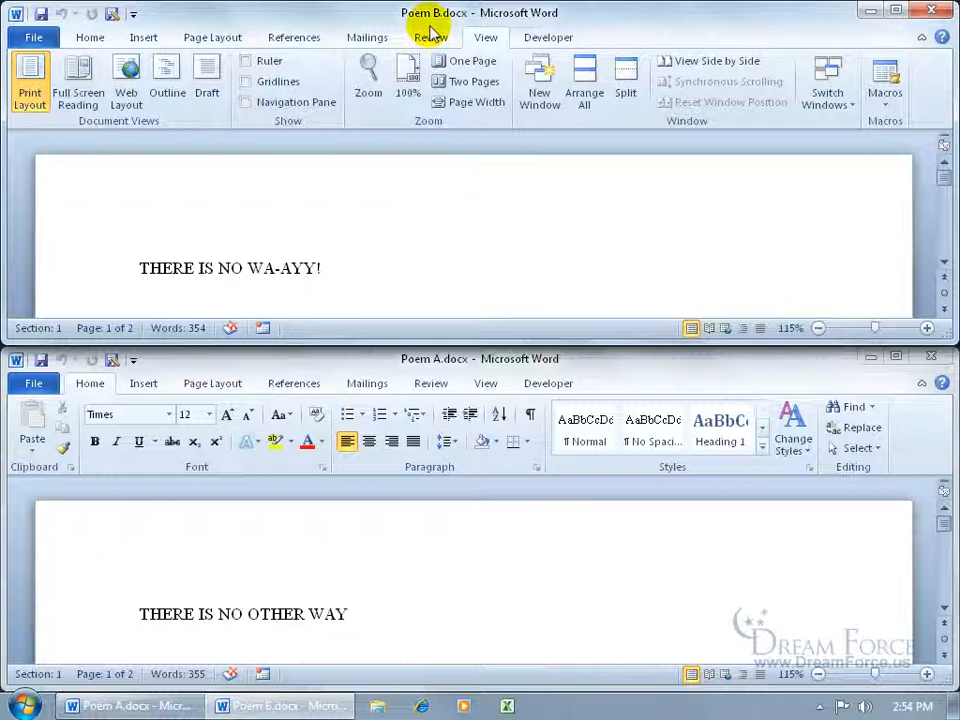 Poem B.docx - Microsoft Word
File Home Insert Page Layout References Mailings Review View Developer
Print Layout
Full Screen Reading
Web Layout
Outline
Draft
Document Views
Ruler
Gridlines
Navigation Pane
Show
Zoom
100%
One Page
Two Pages
Page Width
Zoom
New Window
Arrange All
Split
View Side by Side
Synchronous Scrolling
Reset Window Position
Window
Switch Windows
Macros
Macros
THERE IS NO WA-AYY!
Section: 1 Page: 1 of 2 Words: 354 115%
Poem A.docx - Microsoft Word
File Home Insert Page Layout References Mailings Review View Developer
Paste
Clipboard
Times 12
Font
Paragraph
AaBbCcDc AaBbCcDc AaBbC
¶ Normal ¶ No Spaci... Heading 1
Change Styles
Styles
Find
Replace
Select
Editing
THERE IS NO OTHER WAY
DREAM FORCE
www.DreamForce.us
Section: 1 Page: 1 of 2 Words: 355 115%
Poem A.docx - Micr... Poem B.docx - Micro... 2:54 PM